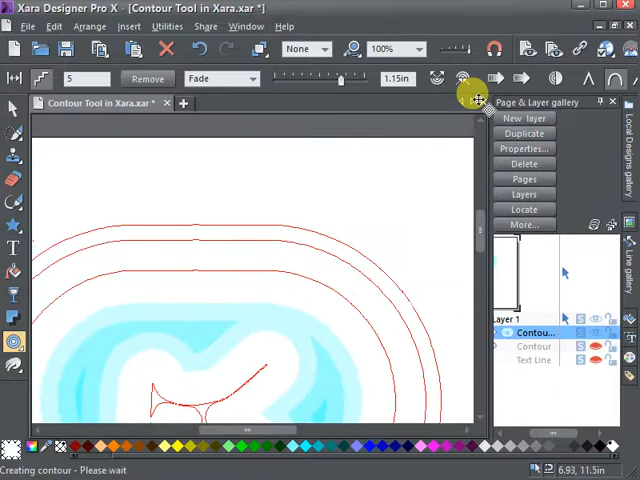 Xara Designer Pro X - [Contour Tool in Xara.xar *]
File Edit Arrange Insert Utilities Share Window Help
None 100%
5 Remove Fade 1.15in
Contour Tool in Xara.xar *
Page & Layer gallery
New layer
Duplicate
Properties...
Delete
Pages
Layers
Locate
More...
Layer 1
Contou...
Contour
Text Line
Local Designs gallery
Line gallery
Creating contour - Please wait
6.93, 11.5in